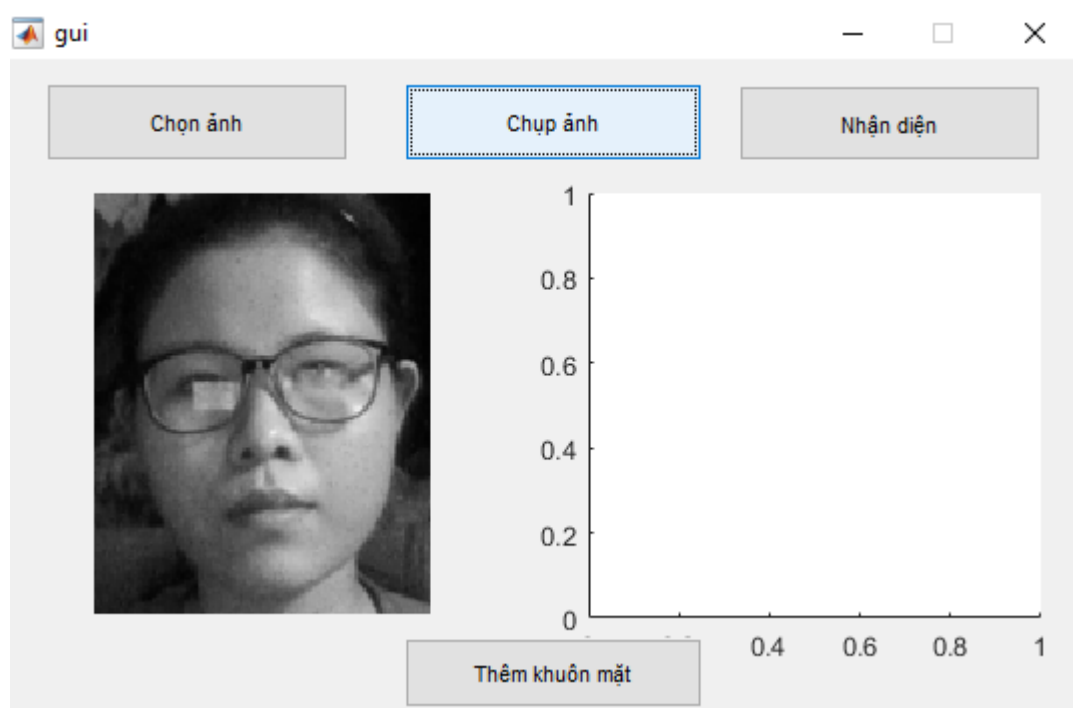 gui
Chọn ảnh
Chụp ảnh
Nhận diện
1
0.8
0.6
0.4
0.2
0
0.4 0.6 0.8 1
Thêm khuôn mặt